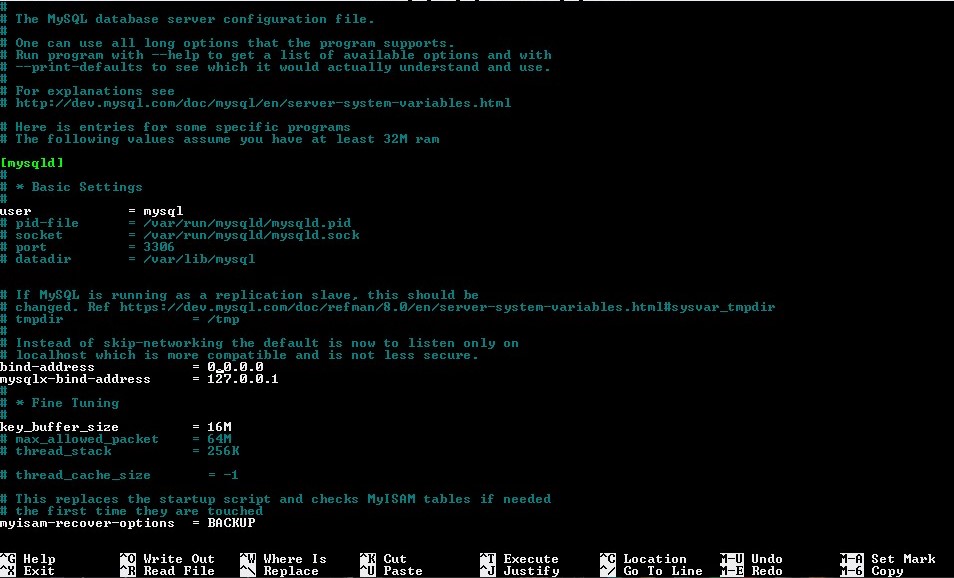 #
# The MySQL database server configuration file.
#
# One can use all long options that the program supports.
# Run program with --help to get a list of available options and with
# --print-defaults to see which it would actually understand and use.
#
# For explanations see
# http://dev.mysql.com/doc/mysql/en/server-system-variables.html
# Here is entries for some specific programs
# The following values assume you have at least 32M ram
[mysqld]
#
# * Basic Settings
#
user = mysql
# pid-file = /var/run/mysqld/mysqld.pid
# socket = /var/run/mysqld/mysqld.sock
# port = 3306
# datadir = /var/lib/mysql
# If MySQL is running as a replication slave, this should be
# changed. Ref https://dev.mysql.com/doc/refman/8.0/en/server-system-variables.html#sysvar_tmpdir
# tmpdir = /tmp
#
# Instead of skip-networking the default is now to listen only on
# localhost which is more compatible and is not less secure.
bind-address = 0.0.0.0
mysqlx-bind-address = 127.0.0.1
#
# * Fine Tuning
#
key_buffer_size = 16M
# max_allowed_packet = 64M
# thread_stack = 256K
# thread_cache_size = -1
# This replaces the startup script and checks MyISAM tables if needed
# the first time they are touched
myisam-recover-options = BACKUP
^G Help ^O Write Out ^W Where Is ^K Cut ^T Execute ^C Location M-U Undo M-A Set Mark
^X Exit ^R Read File ^\ Replace ^U Paste ^J Justify ^/ Go To Line M-E Redo M-6 Copy